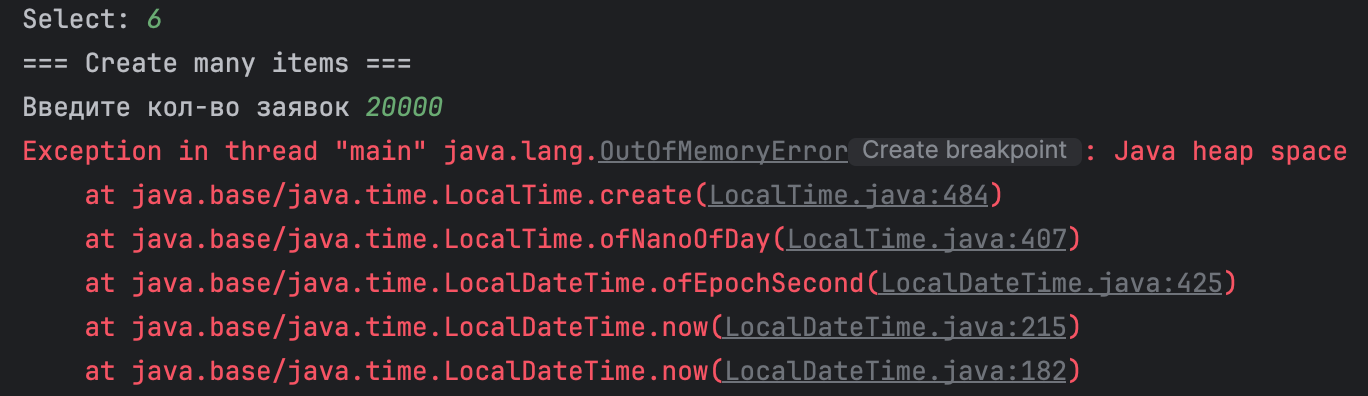 Select: 6
=== Create many items ===
Введите кол-во заявок 20000
Exception in thread "main" java.lang.OutOfMemoryError Create breakpoint : Java heap space
at java.base/java.time.LocalTime.create(LocalTime.java:484)
at java.base/java.time.LocalTime.ofNanoOfDay(LocalTime.java:407)
at java.base/java.time.LocalDateTime.ofEpochSecond(LocalDateTime.java:425)
at java.base/java.time.LocalDateTime.now(LocalDateTime.java:215)
at java.base/java.time.LocalDateTime.now(LocalDateTime.java:182)